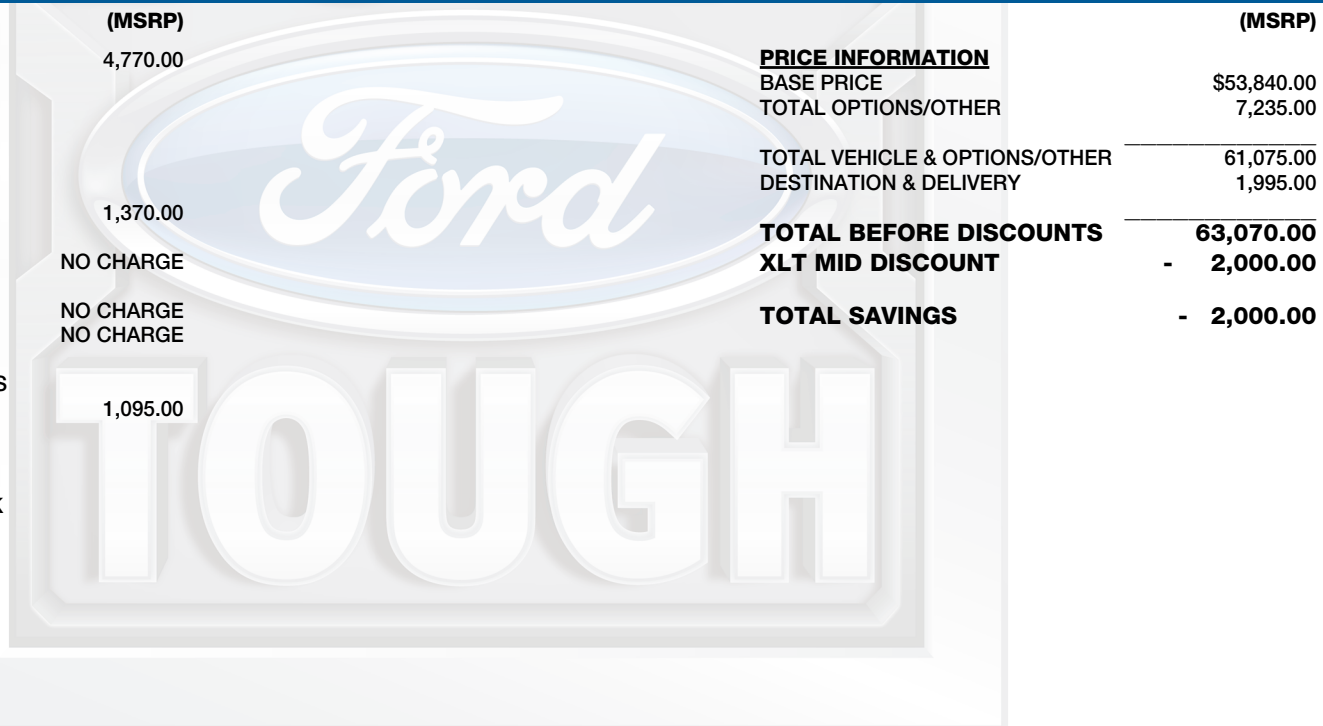 (MSRP)
4,770.00
1,370.00
NO CHARGE
NO CHARGE
NO CHARGE
S
1,095.00
K
(MSRP)
PRICE INFORMATION
BASE PRICE $53,840.00
TOTAL OPTIONS/OTHER 7,235.00
TOTAL VEHICLE & OPTIONS/OTHER 61,075.00
DESTINATION & DELIVERY 1,995.00
TOTAL BEFORE DISCOUNTS 63,070.00
XLT MID DISCOUNT - 2,000.00
TOTAL SAVINGS - 2,000.00
Ford
TOUGH